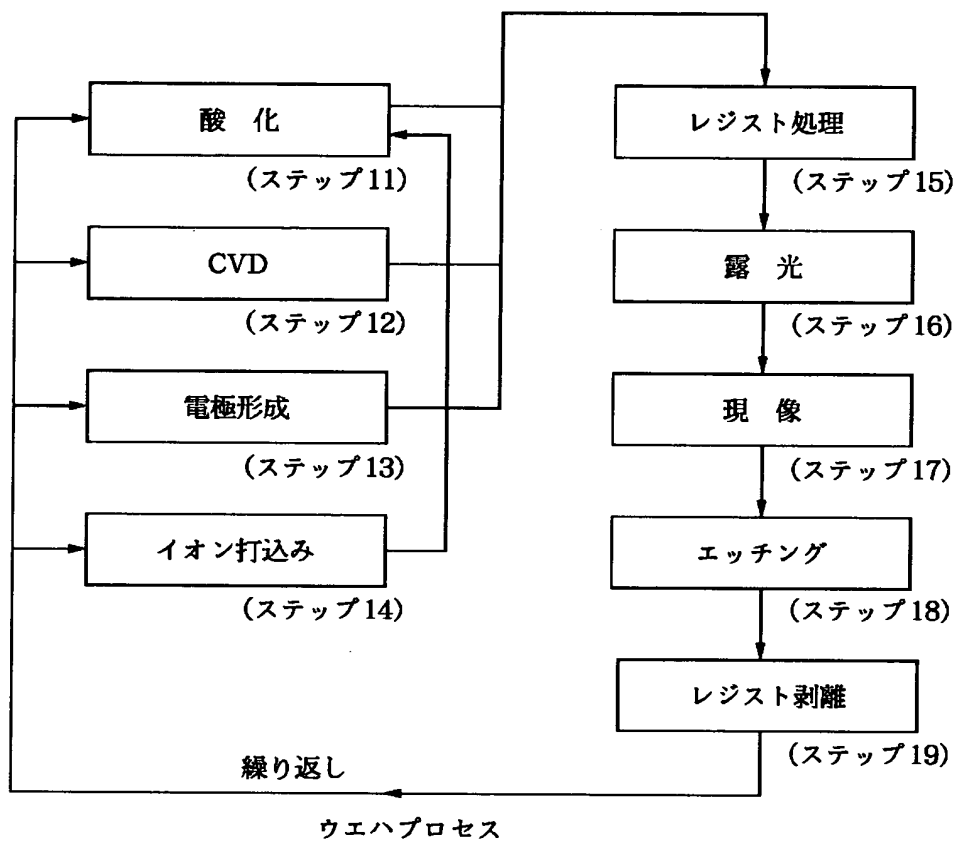 酸　化
(ステップ11)
CVD
(ステップ12)
電極形成
(ステップ13)
イオン打込み
(ステップ14)
レジスト処理
(ステップ15)
露　光
(ステップ16)
現　像
(ステップ17)
エッチング
(ステップ18)
レジスト剥離
(ステップ19)
繰り返し
ウエハプロセス